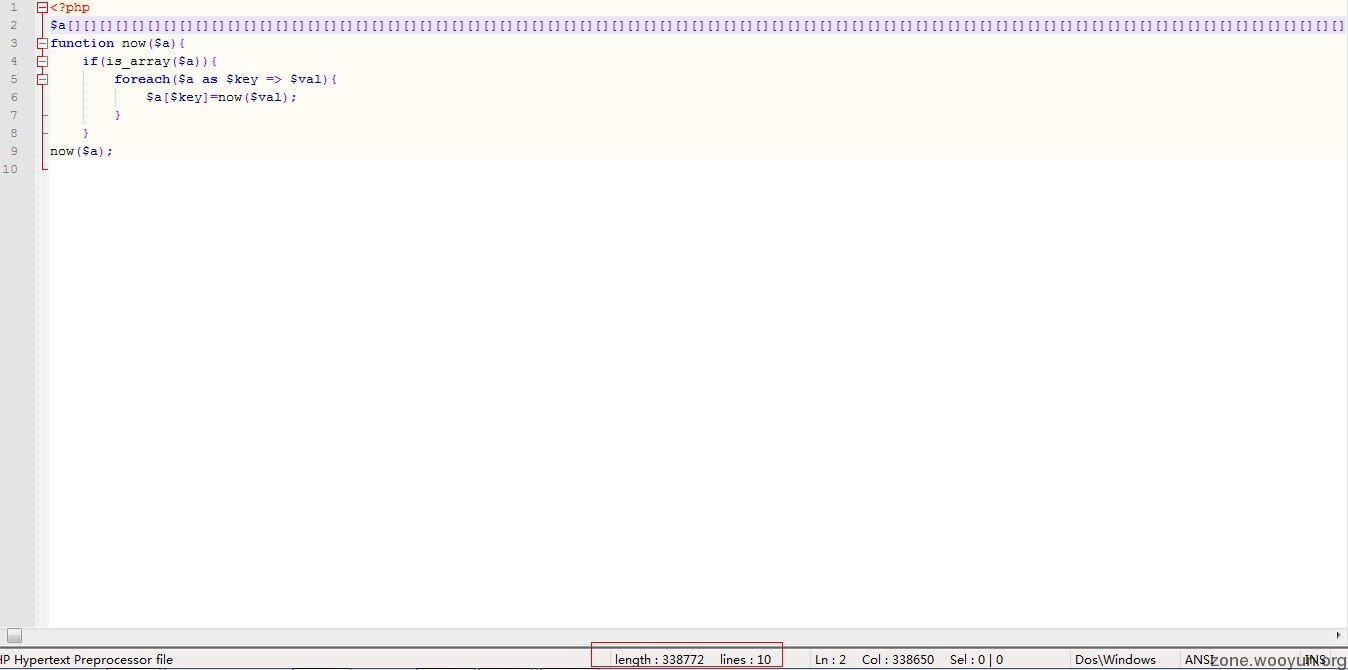 1 <?php
2 $a[][][][][][][][][][][][][][][][][][][][][][][][][][][][][][][][][][][][][][][][][][][][][][][][][][][][][][][][][][][][][][][][][][][][][][][][][][][][][][][][]
3 function now($a){
4 if(is_array($a)){
5 foreach($a as $key => $val){
6 $a[$key]=now($val);
7 }
8 }
9 now($a);
10
HP Hypertext Preprocessor file length : 338772 lines : 10 Ln : 2 Col : 338650 Sel : 0 | 0 Dos\Windows ANSI INS
zone.wooyun.org